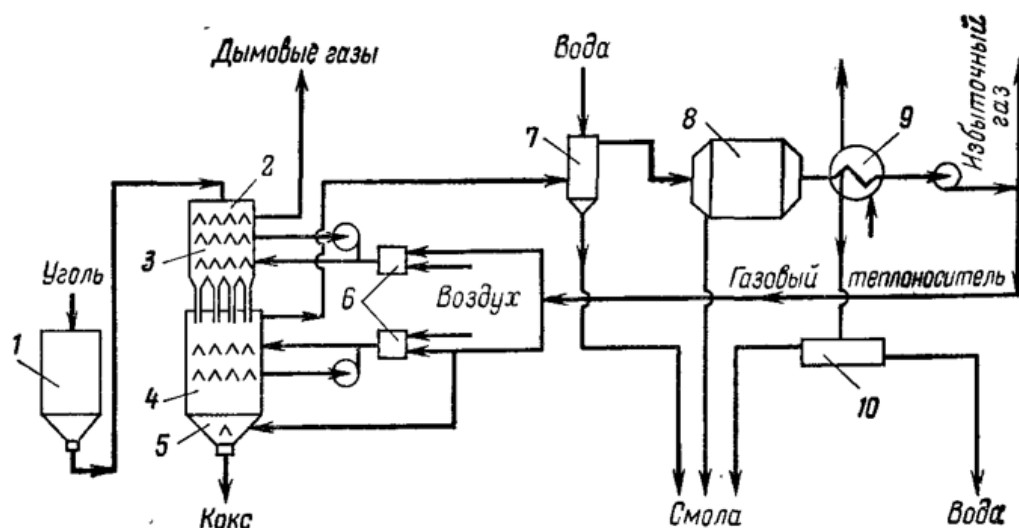 Дымовые газы
Вода
Избыточный
газ
7
8
9
2
3
Уголь
6
Воздух
Газовый теплоноситель
1
4
5
10
Кокс
Смола
Вода